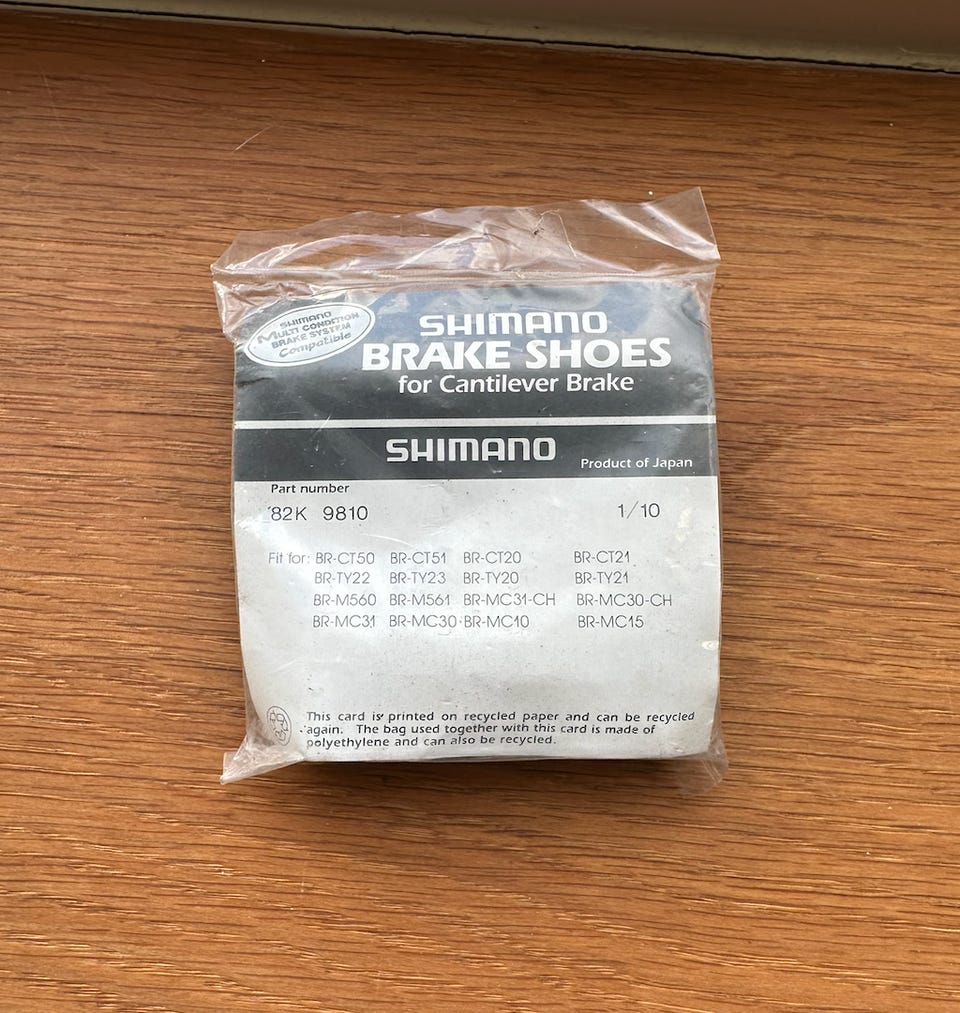 SHIMANO
MULTI CONDITION
BRAKE SYSTEM
Compatible
SHIMANO
BRAKE SHOES
for Cantilever Brake
SHIMANO
Product of Japan
Part number
82K 9810 1/10
Fit for: BR-CT50 BR-CT51 BR-CT20 BR-CT21
BR-TY22 BR-TY23 BR-TY20 BR-TY21
BR-M560 BR-M561 BR-MC31-CH BR-MC30-CH
BR-MC31 BR-MC30 BR-MC10 BR-MC15
This card is printed on recycled paper and can be recycled
again. The bag used together with this card is made of
polyethylene and can also be recycled.